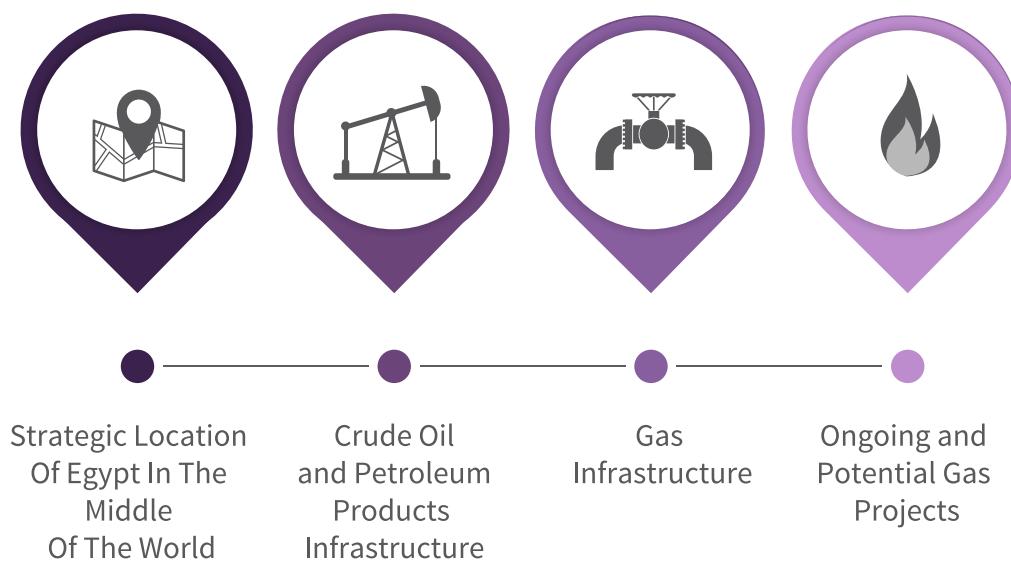 Strategic Location
Of Egypt In The
Middle
Of The World
Crude Oil
and Petroleum
Products
Infrastructure
Gas
Infrastructure
Ongoing and
Potential Gas
Projects